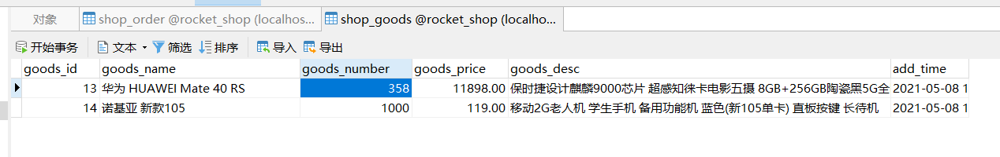 对象 shop_order @rocket_shop (localhos... shop_goods @rocket_shop (localho...
开始事务 文本 筛选 排序 导入 导出
goods_id goods_name goods_number goods_price goods_desc add_time
13 华为 HUAWEI Mate 40 RS 358 11898.00 保时捷设计麒麟9000芯片 超感知徕卡电影五摄 8GB+256GB陶瓷黑5G全 2021-05-08 1
14 诺基亚 新款105 1000 119.00 移动2G老人机 学生手机 备用功能机 蓝色(新105单卡) 直板按键 长待机 2021-05-08 1